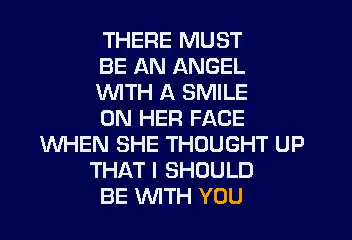 THERE MUST
BE AN ANGEL
WITH A SMILE
ON HER FACE
WHEN SHE THOUGHT UP
THAT I SHOULD
BE WITH YOU